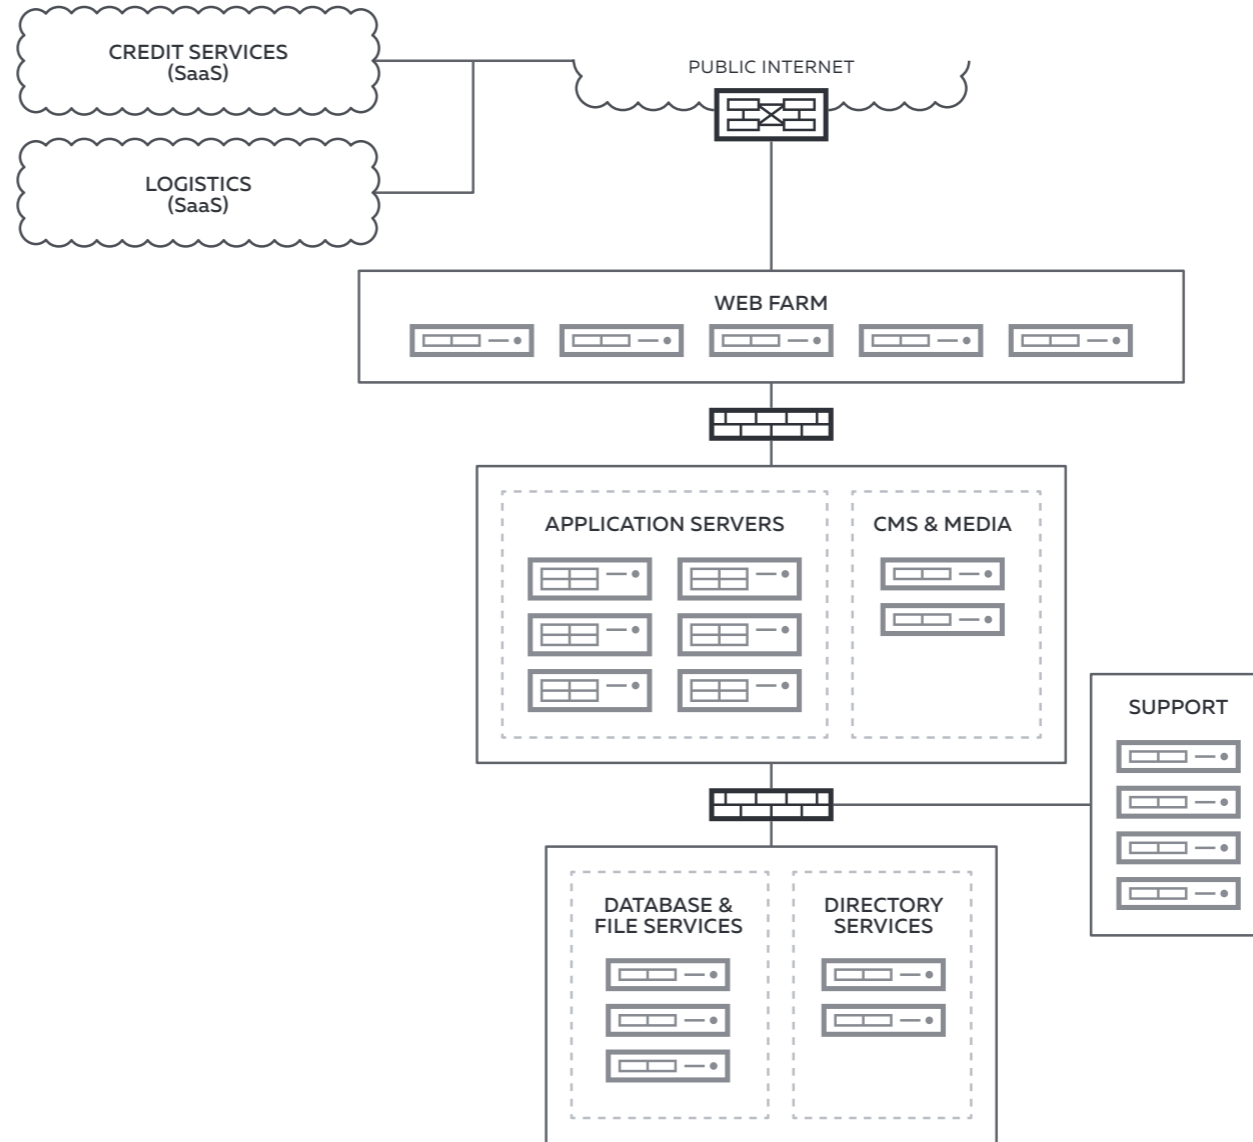 CREDIT SERVICES
(SaaS)
PUBLIC INTERNET
LOGISTICS
(SaaS)
WEB FARM
APPLICATION SERVERS
CMS & MEDIA
SUPPORT
DATABASE &
FILE SERVICES
DIRECTORY
SERVICES